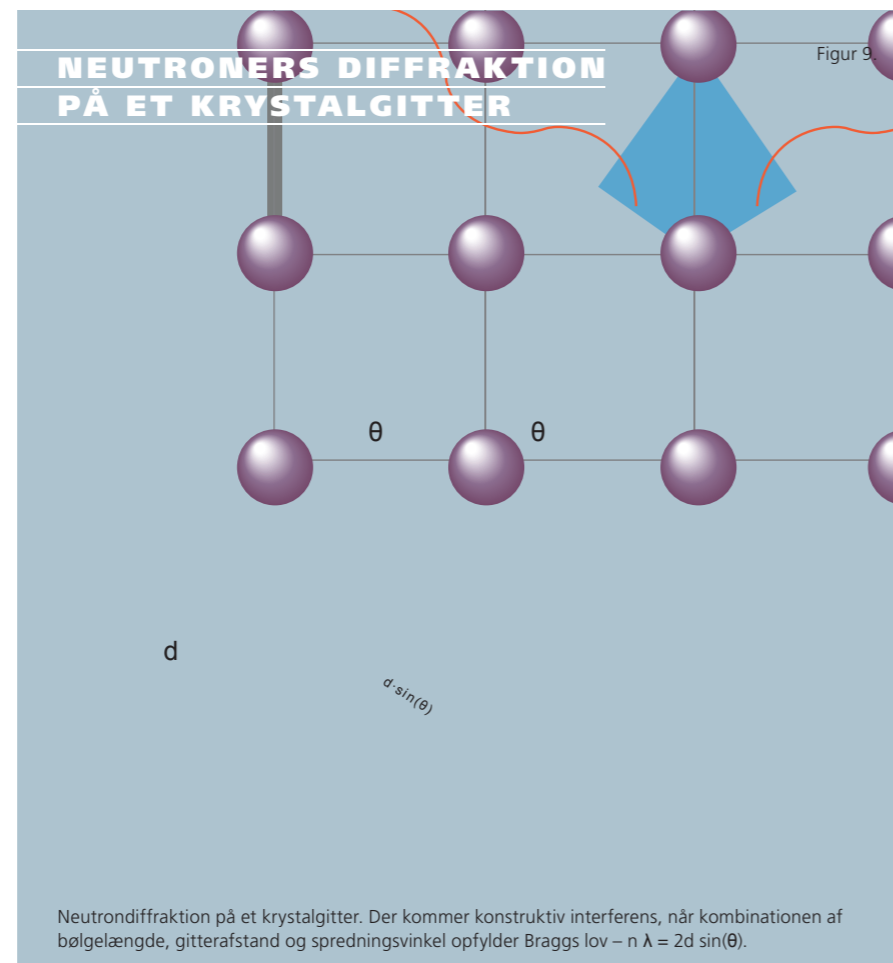 NEUTRONERS DIFFRAKTION
PÅ ET KRYSTALGITTER
Figur 9.
θ
θ
d
d·sin(θ)
Neutrondiffraktion på et krystalgitter. Der kommer konstruktiv interferens, når kombinationen af
bølgelængde, gitterafstand og spredningsvinkel opfylder Braggs lov – n λ = 2d sin(θ).